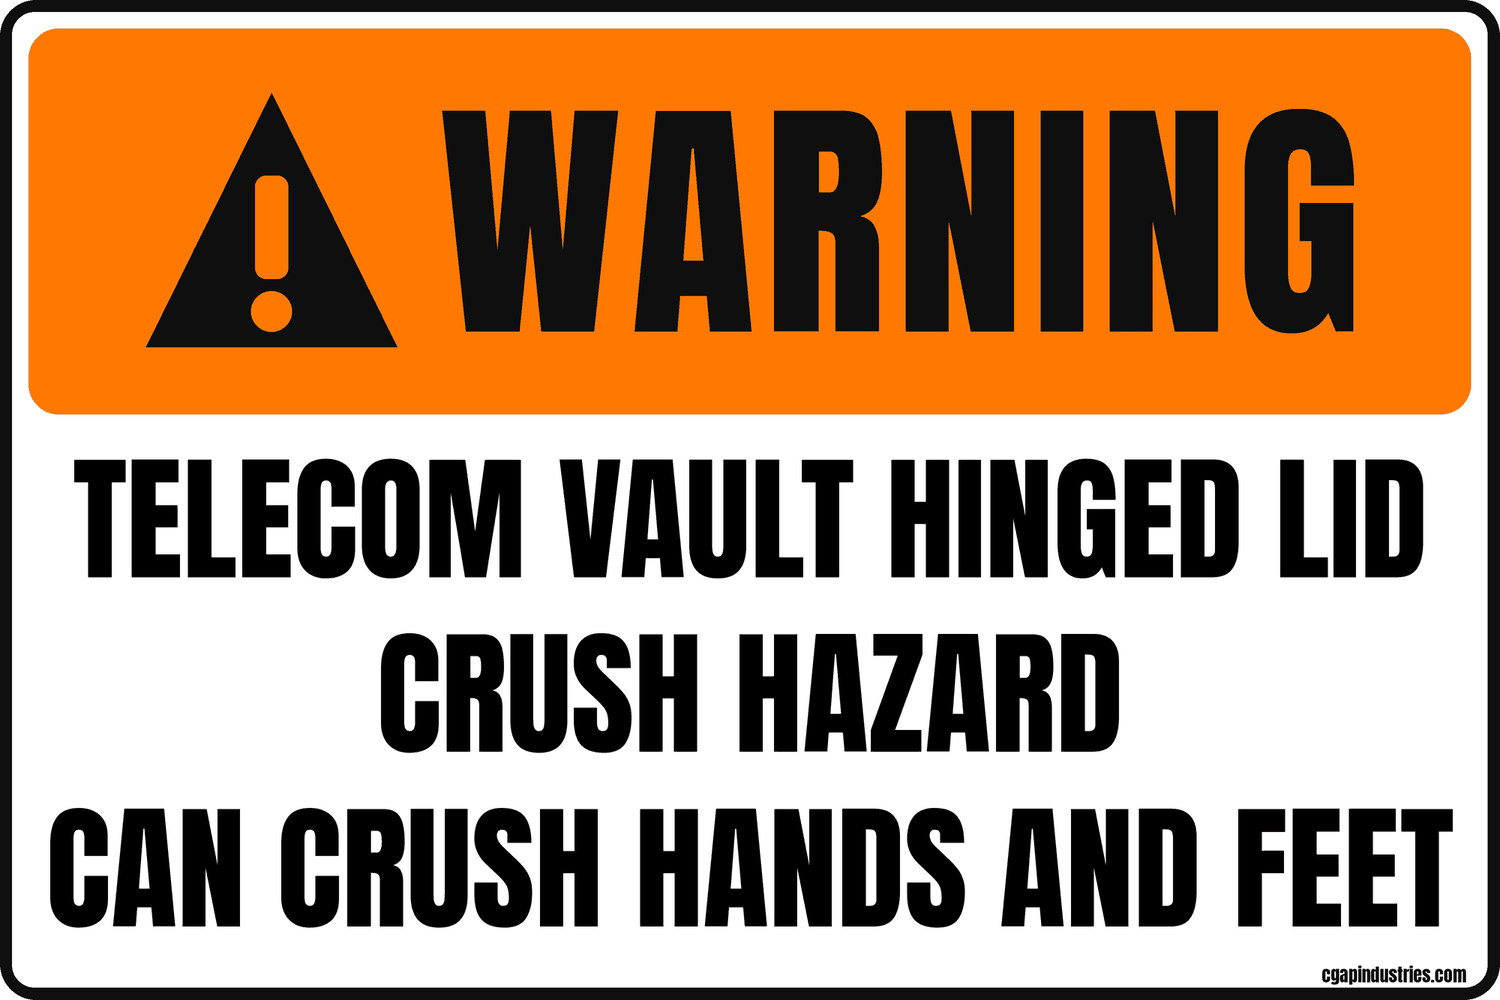 WARNING
TELECOM VAULT HINGED LID
CRUSH HAZARD
CAN CRUSH HANDS AND FEET
cgapindustries.com